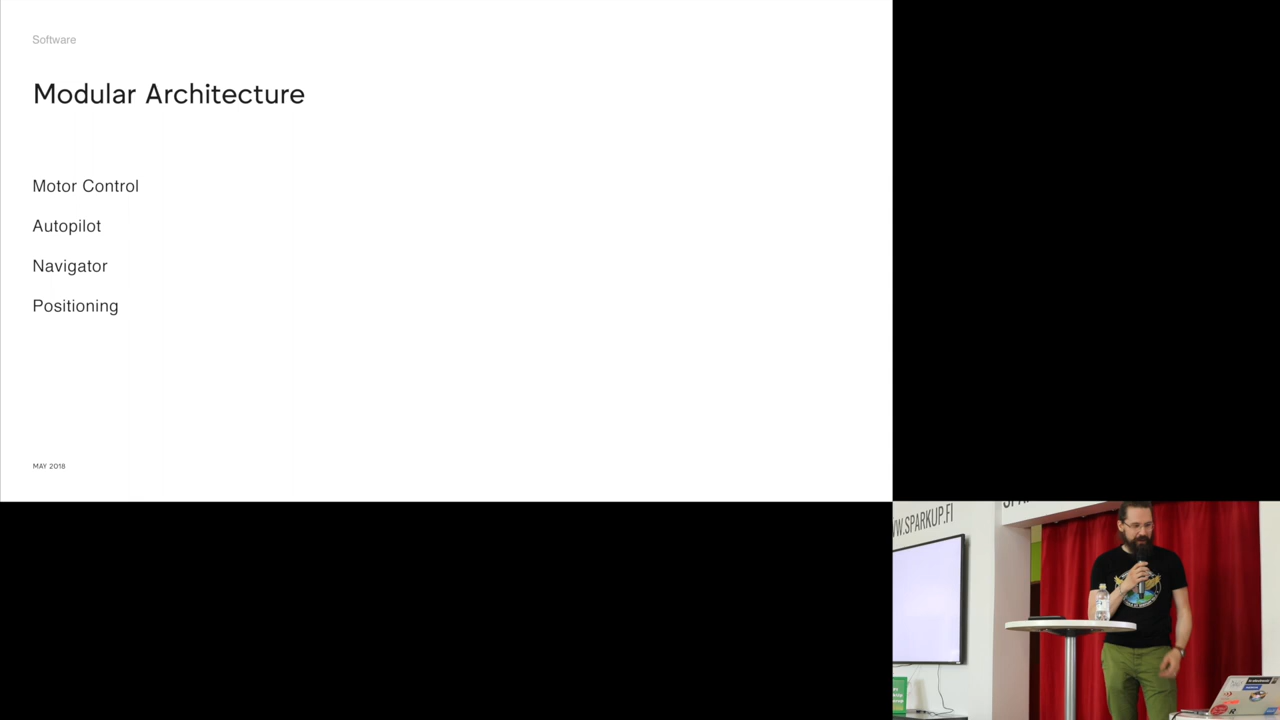 Software
Modular Architecture
Motor Control
Autopilot
Navigator
Positioning
MAY 2018
WWW.SPARKUP.FI